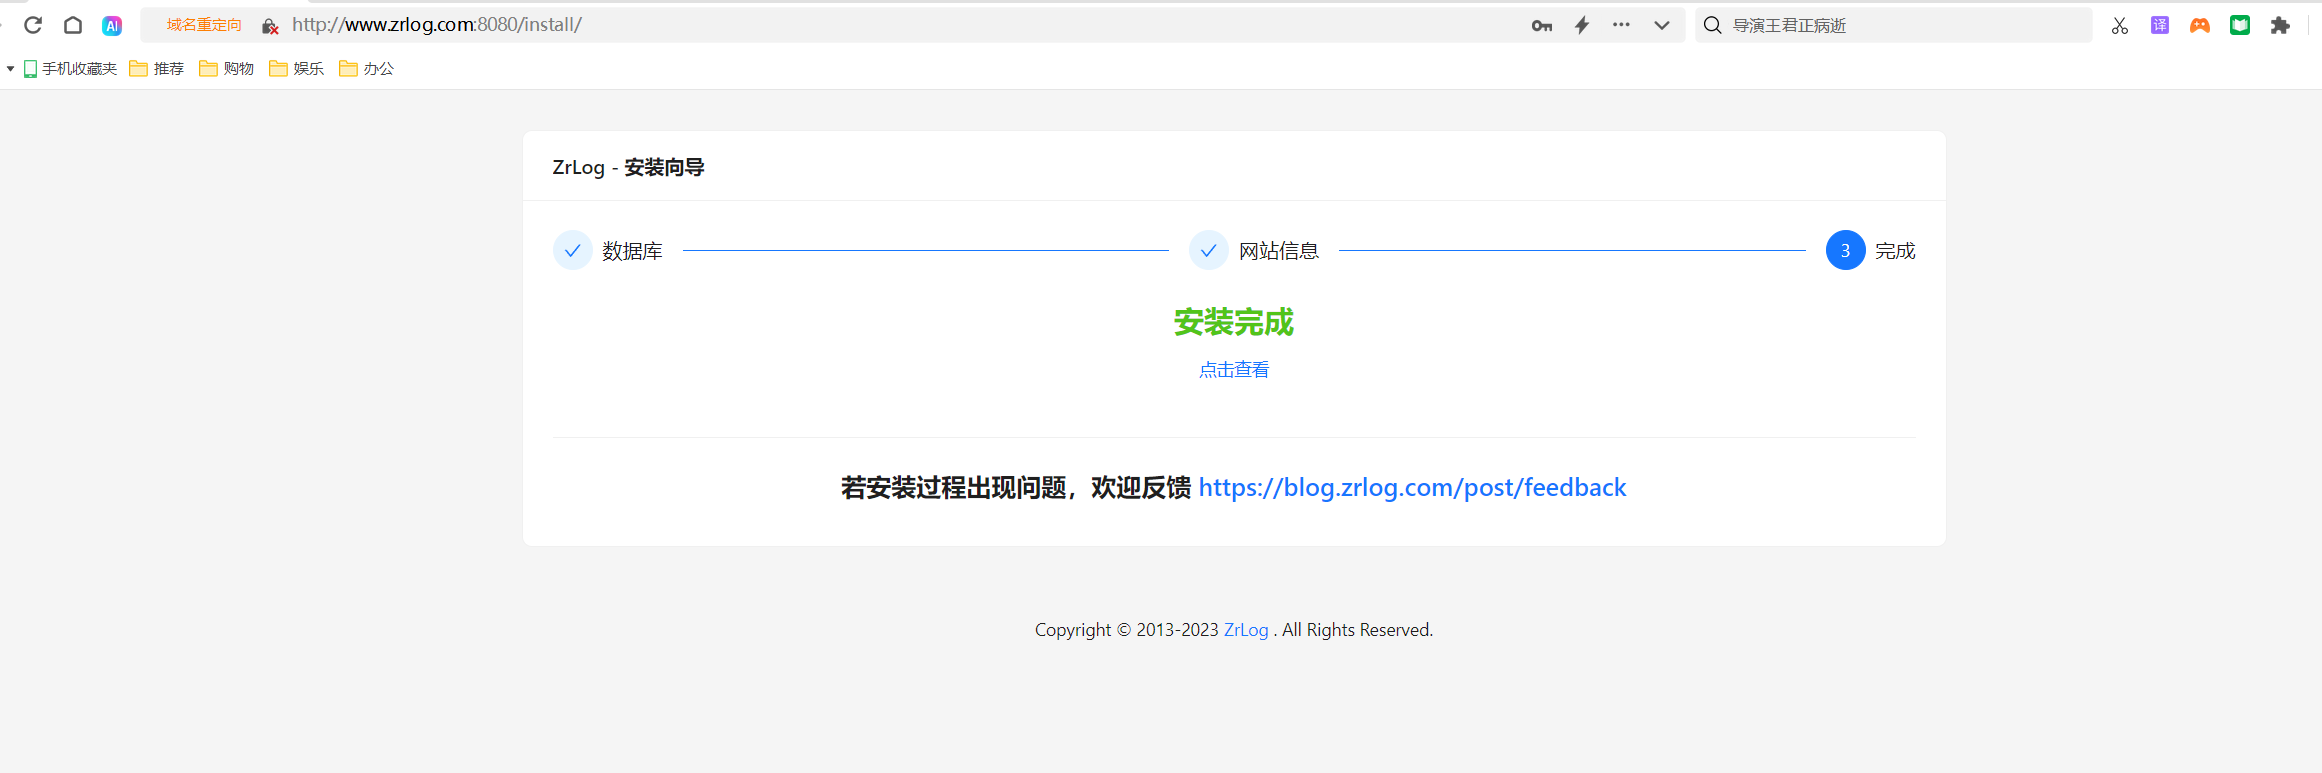 域名重定向 http://www.zrlog.com:8080/install/ 导演王君正病逝 译
手机收藏夹 推荐 购物 娱乐 办公
ZrLog - 安装向导
数据库 网站信息 3 完成
安装完成
点击查看
若安装过程出现问题，欢迎反馈 https://blog.zrlog.com/post/feedback
Copyright © 2013-2023 ZrLog . All Rights Reserved.